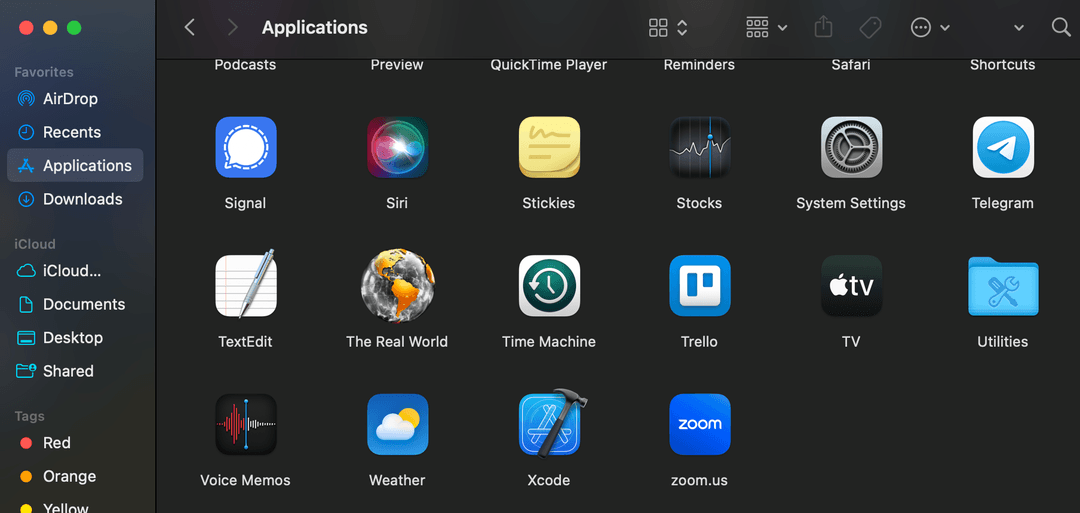 Applications
Favorites
AirDrop
Recents
Applications
Downloads
iCloud
iCloud...
Documents
Desktop
Shared
Tags
Red
Orange
Yellow
Podcasts
Preview
QuickTime Player
Reminders
Safari
Shortcuts
Signal
Siri
Stickies
Stocks
System Settings
Telegram
TextEdit
The Real World
Time Machine
Trello
tv
TV
Utilities
Voice Memos
Weather
Xcode
zoom
zoom.us